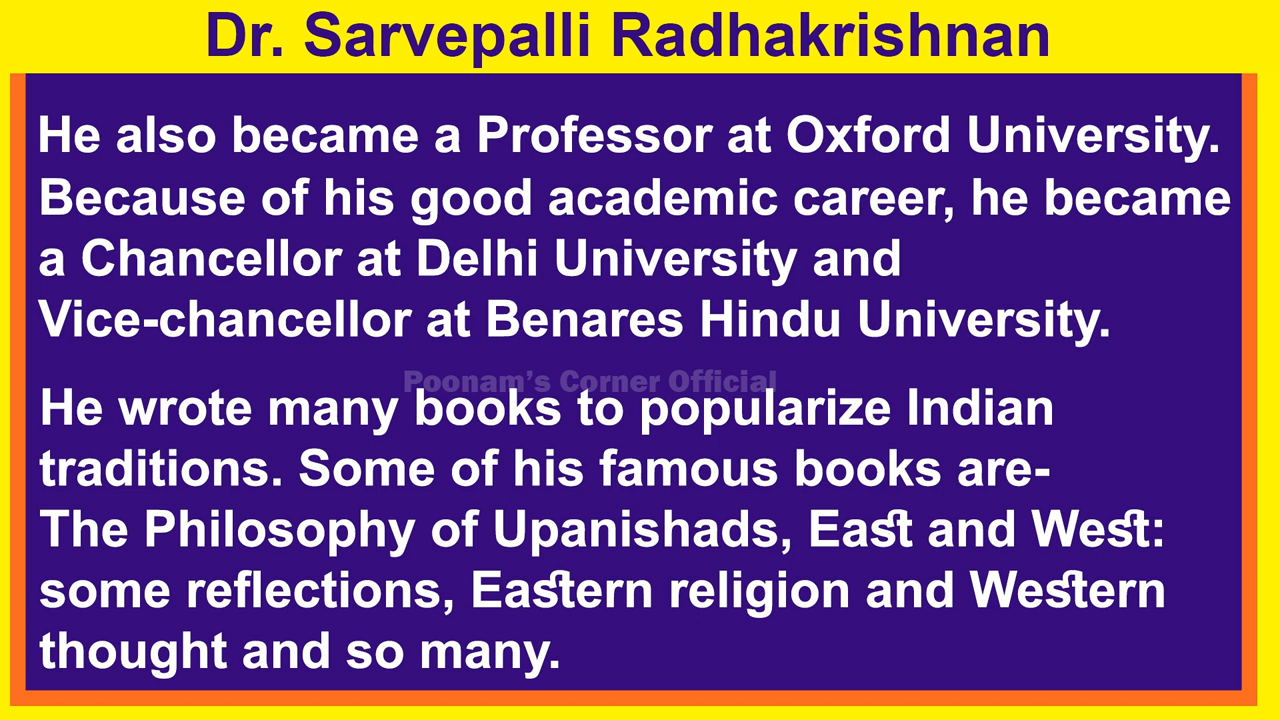 Dr. Sarvepalli Radhakrishnan
He also became a Professor at Oxford University.
Because of his good academic career, he became
a Chancellor at Delhi University and
Vice-chancellor at Benares Hindu University.
Poonam's Corner Official
He wrote many books to popularize Indian
traditions. Some of his famous books are-
The Philosophy of Upanishads, East and West:
some reflections, Eastern religion and Western
thought and so many.